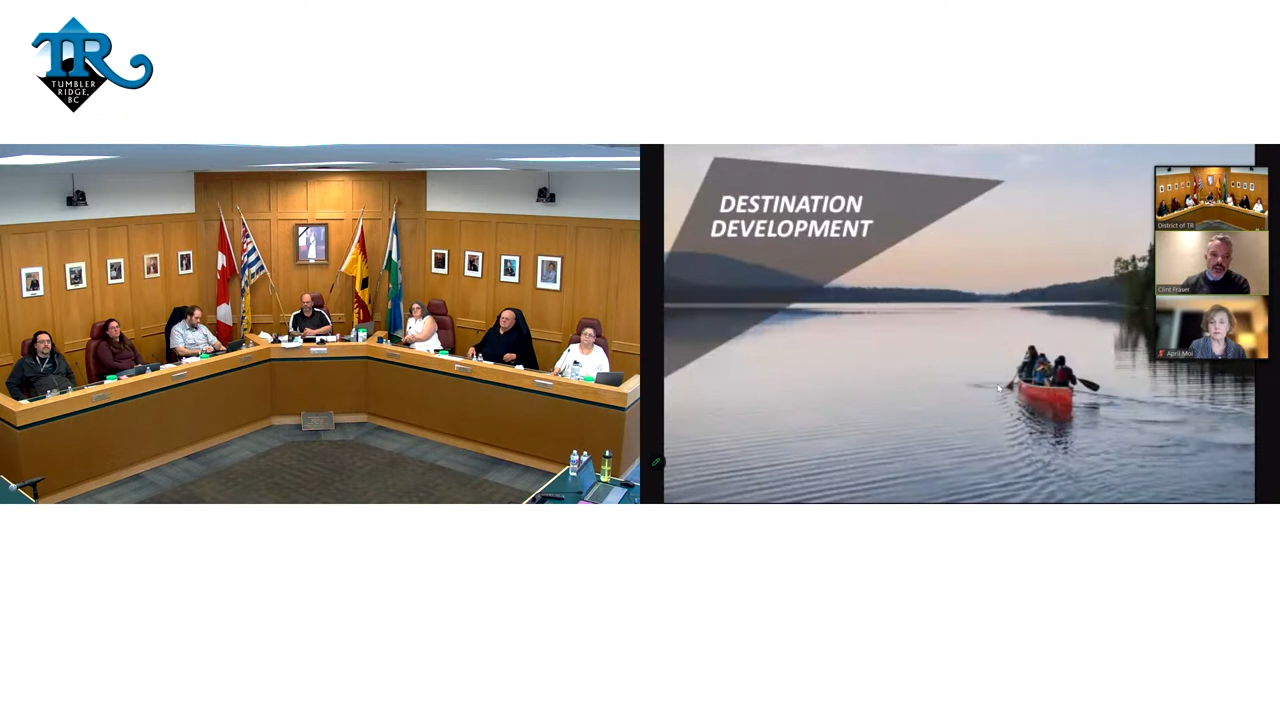 TR
TUMBLER
RIDGE,
BC
DESTINATION
DEVELOPMENT
District of TR
Clint Fraser
April Moi